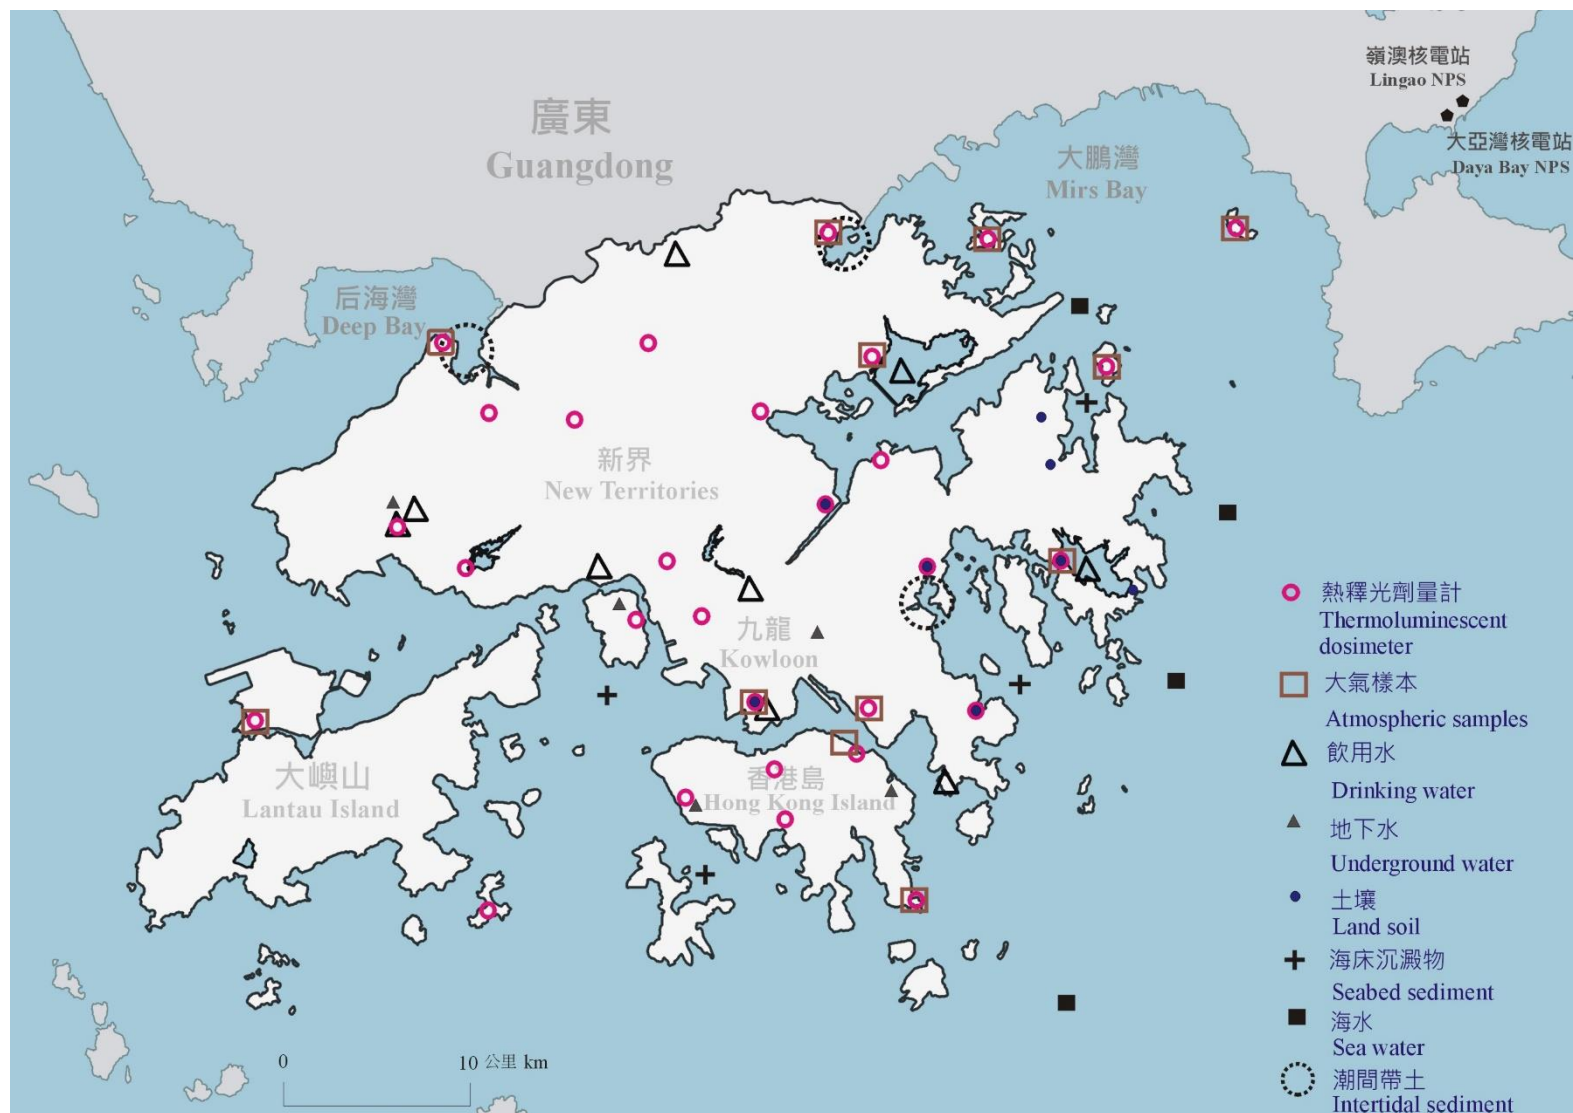 嶺澳核電站
Lingao NPS
大亞灣核電站
Daya Bay NPS
廣東
Guangdong
大鵬灣
Mirs Bay
后海灣
Deep Bay
新界
New Territories
九龍
Kowloon
香港島
Hong Kong Island
大嶼山
Lantau Island
熱釋光劑量計
Thermoluminescent
dosimeter
大氣樣本
Atmospheric samples
飲用水
Drinking water
地下水
Underground water
土壤
Land soil
海床沉澱物
Seabed sediment
海水
Sea water
潮間帶土
Intertidal sediment
0 10 公里 km